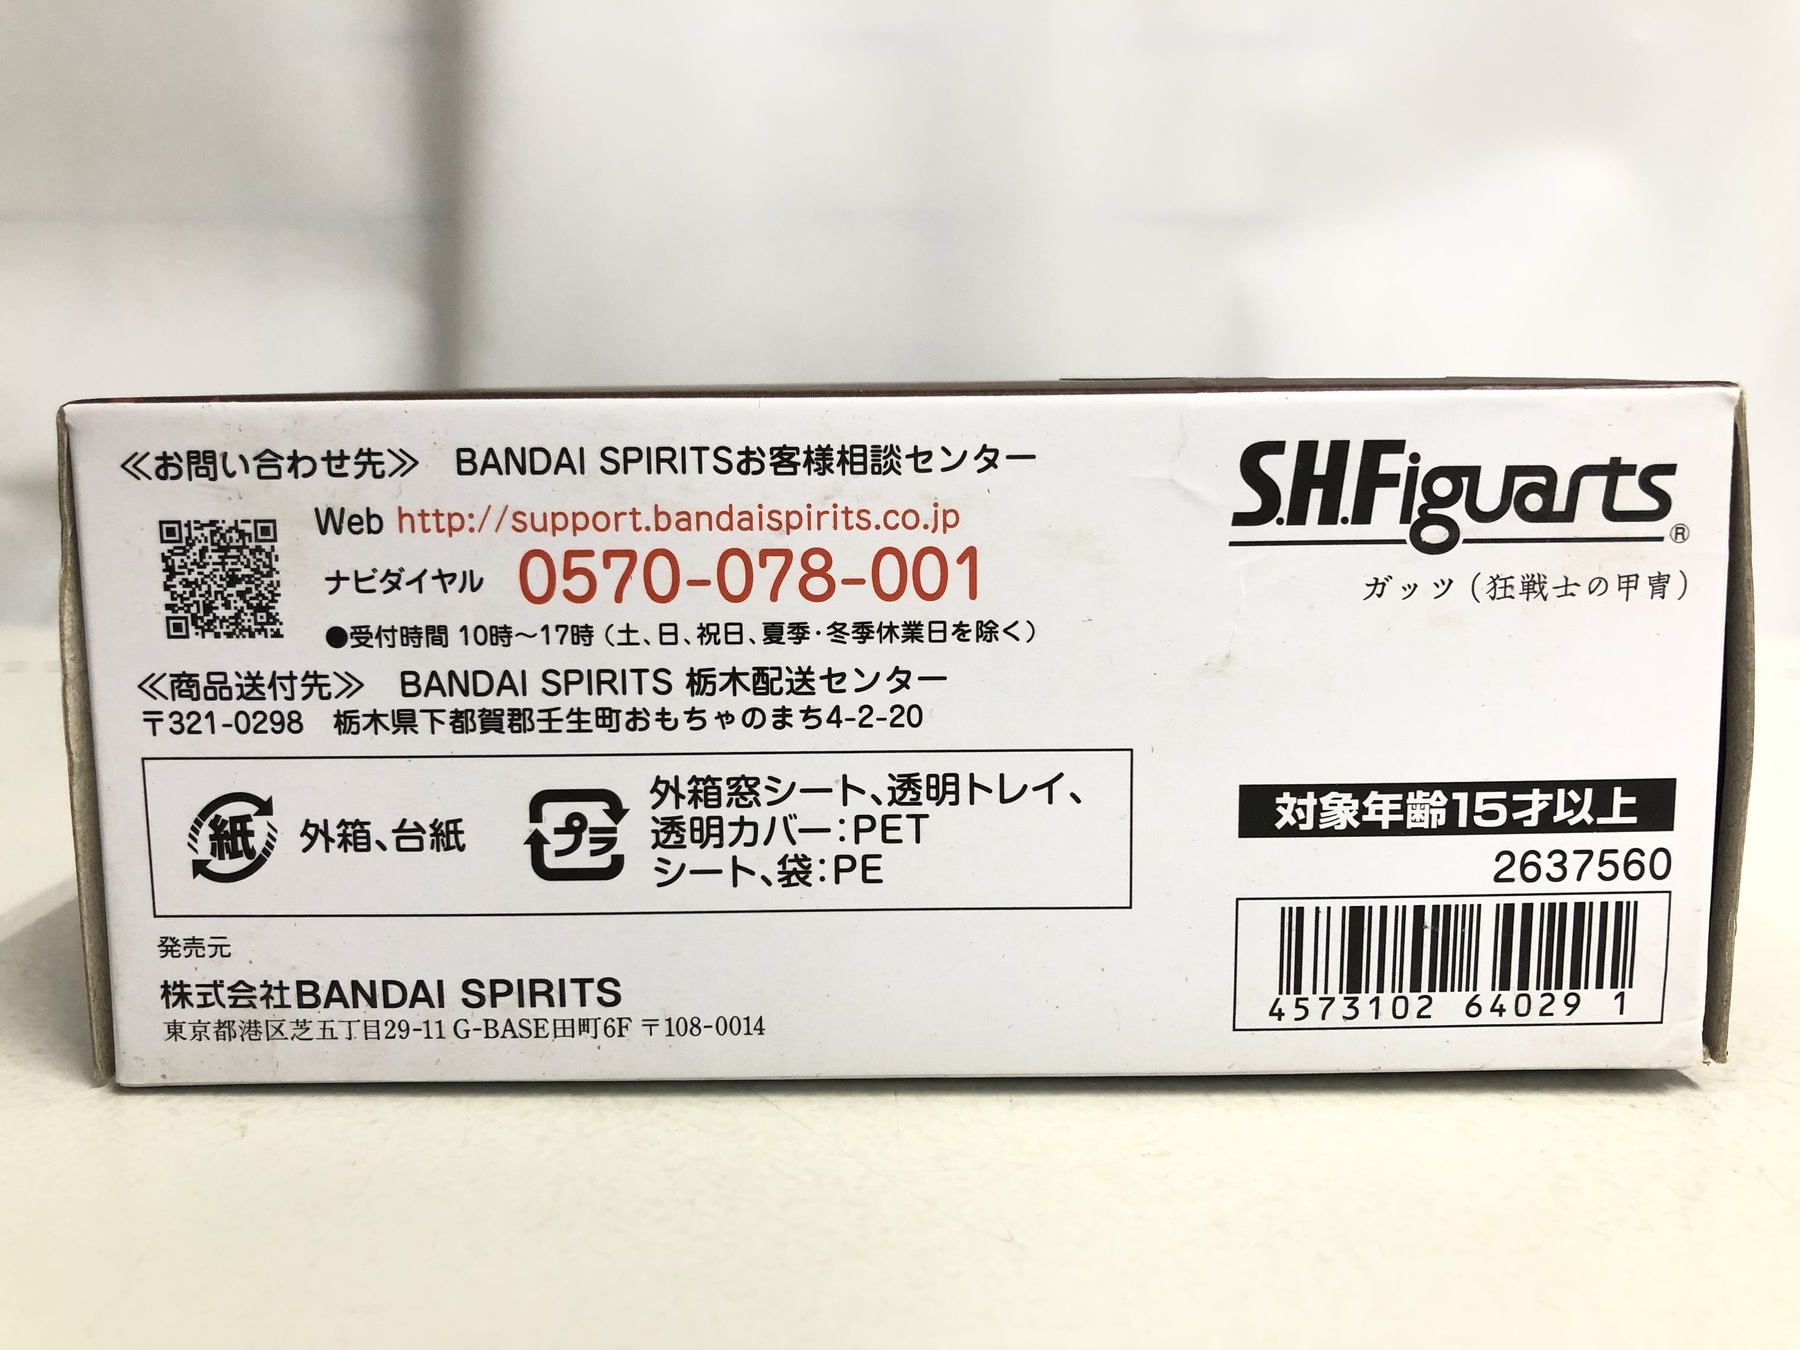 ≪お問い合わせ先≫　BANDAI SPIRITSお客様相談センター
Web http://support.bandaispirits.co.jp
ナビダイヤル 0570-078-001
●受付時間 10時～17時（土、日、祝日、夏季・冬季休業日を除く）
≪商品送付先≫　BANDAI SPIRITS 栃木配送センター
〒321-0298　栃木県下都賀郡壬生町おもちゃのまち4-2-20
紙 外箱、台紙
プラ 外箱窓シート、透明トレイ、
透明カバー：PET
シート、袋：PE
発売元
株式会社BANDAI SPIRITS
東京都港区芝五丁目29-11 G-BASE田町6F 〒108-0014
S.H.Figuarts®
ガッツ（狂戦士の甲冑）
対象年齢15才以上
2637560
4573102 64029 1